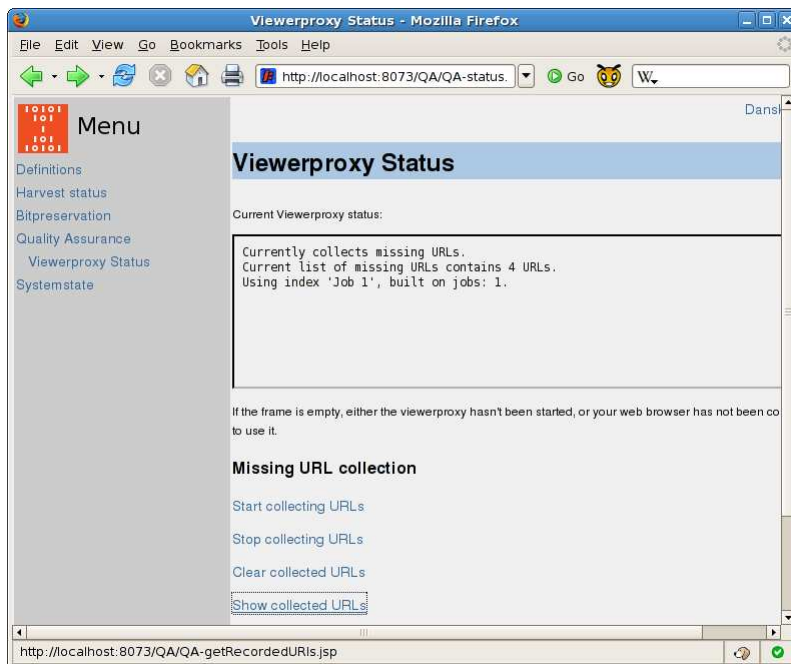 Viewerproxy Status - Mozilla Firefox
File Edit View Go Bookmarks Tools Help
http://localhost:8073/QA/QA-status. Go W
10101
101
1
101
10101
Menu
Definitions
Harvest status
Bitpreservation
Quality Assurance
Viewerproxy Status
Systemstate
Dansk
Viewerproxy Status
Current Viewerproxy status:
Currently collects missing URLs.
Current list of missing URLs contains 4 URLs.
Using index 'Job 1', built on jobs: 1.
If the frame is empty, either the viewerproxy hasn't been started, or your web browser has not been co
to use it.
Missing URL collection
Start collecting URLs
Stop collecting URLs
Clear collected URLs
Show collected URLs
http://localhost:8073/QA/QA-getRecordedURIs.jsp